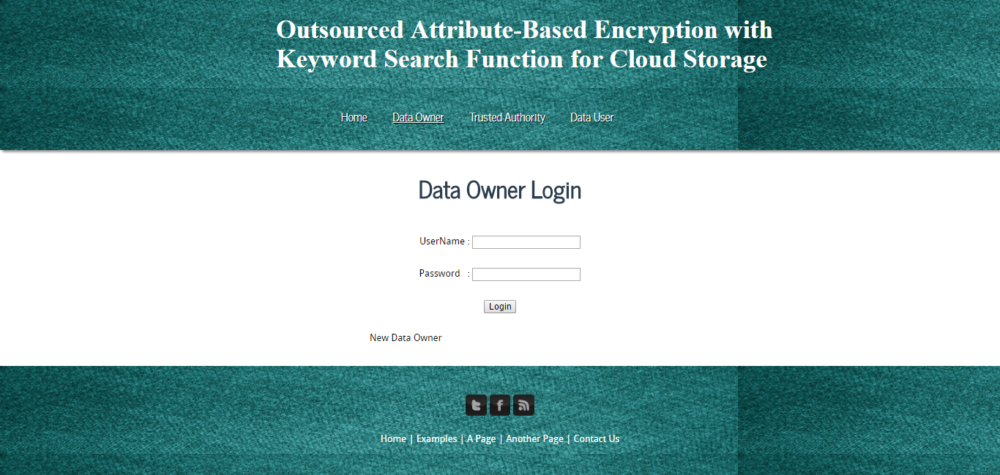 Outsourced Attribute-Based Encryption with
Keyword Search Function for Cloud Storage
Home Data Owner Trusted Authority Data User
Data Owner Login
UserName :
Password :
Login
New Data Owner
Home | Examples | A Page | Another Page | Contact Us